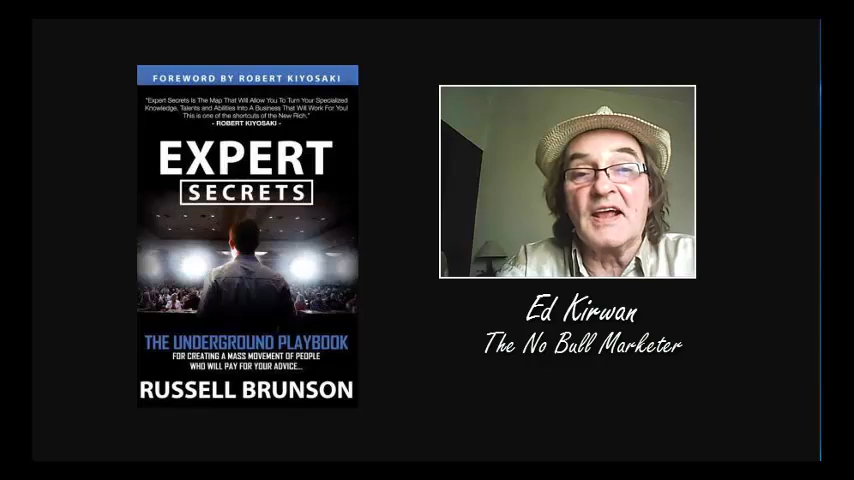 FOREWORD BY ROBERT KIYOSAKI
"Expert Secrets Is The Map That Will Allow You To Turn Your Specialized
Knowledge, Talents and Abilities Into A Business That Will Work For You!
This is one of the shortcuts of the New Rich."
- ROBERT KIYOSAKI -
EXPERT
SECRETS
THE UNDERGROUND PLAYBOOK
FOR CREATING A MASS MOVEMENT OF PEOPLE
WHO WILL PAY FOR YOUR ADVICE...
RUSSELL BRUNSON
Ed Kirwan
The No Bull Marketer